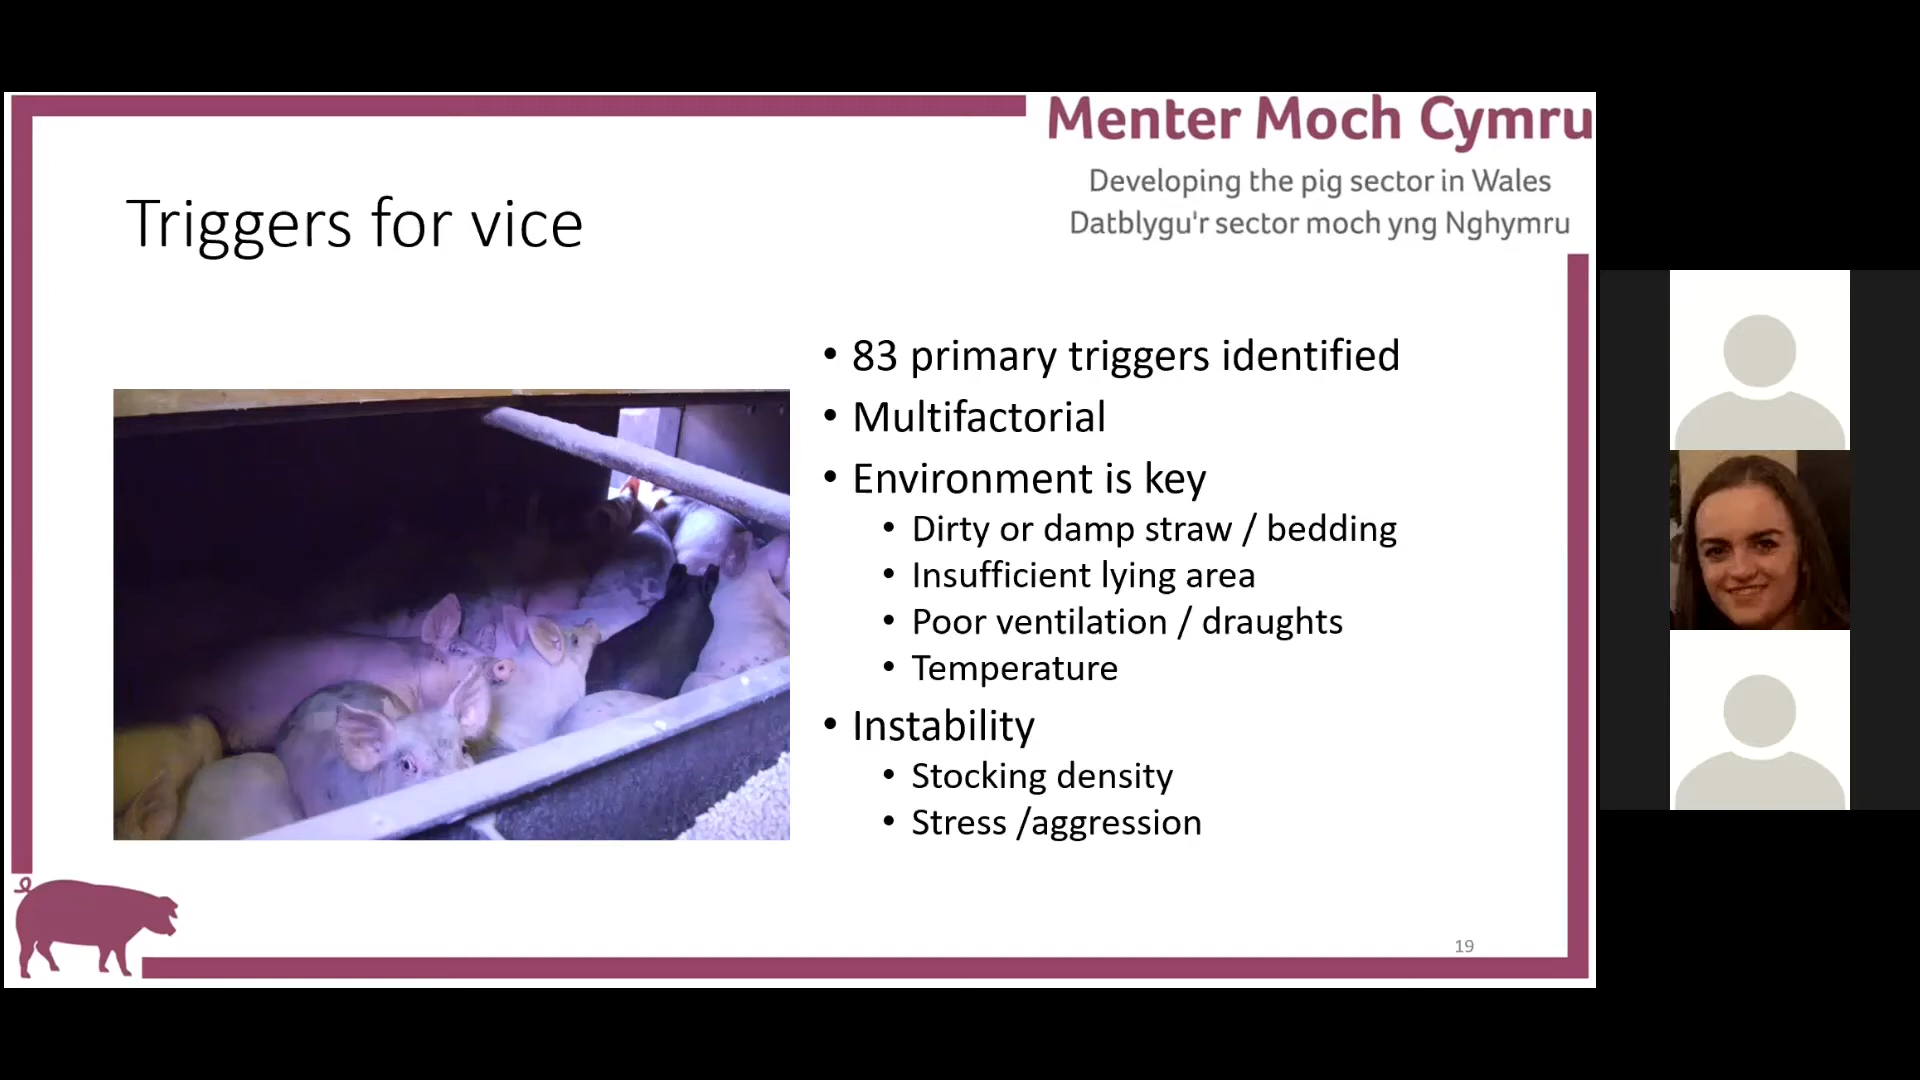 Menter Moch Cymru
Developing the pig sector in Wales
Datblygu'r sector moch yng Nghymru
Triggers for vice
• 83 primary triggers identified
• Multifactorial
• Environment is key
• Dirty or damp straw / bedding
• Insufficient lying area
• Poor ventilation / draughts
• Temperature
• Instability
• Stocking density
• Stress /aggression
19